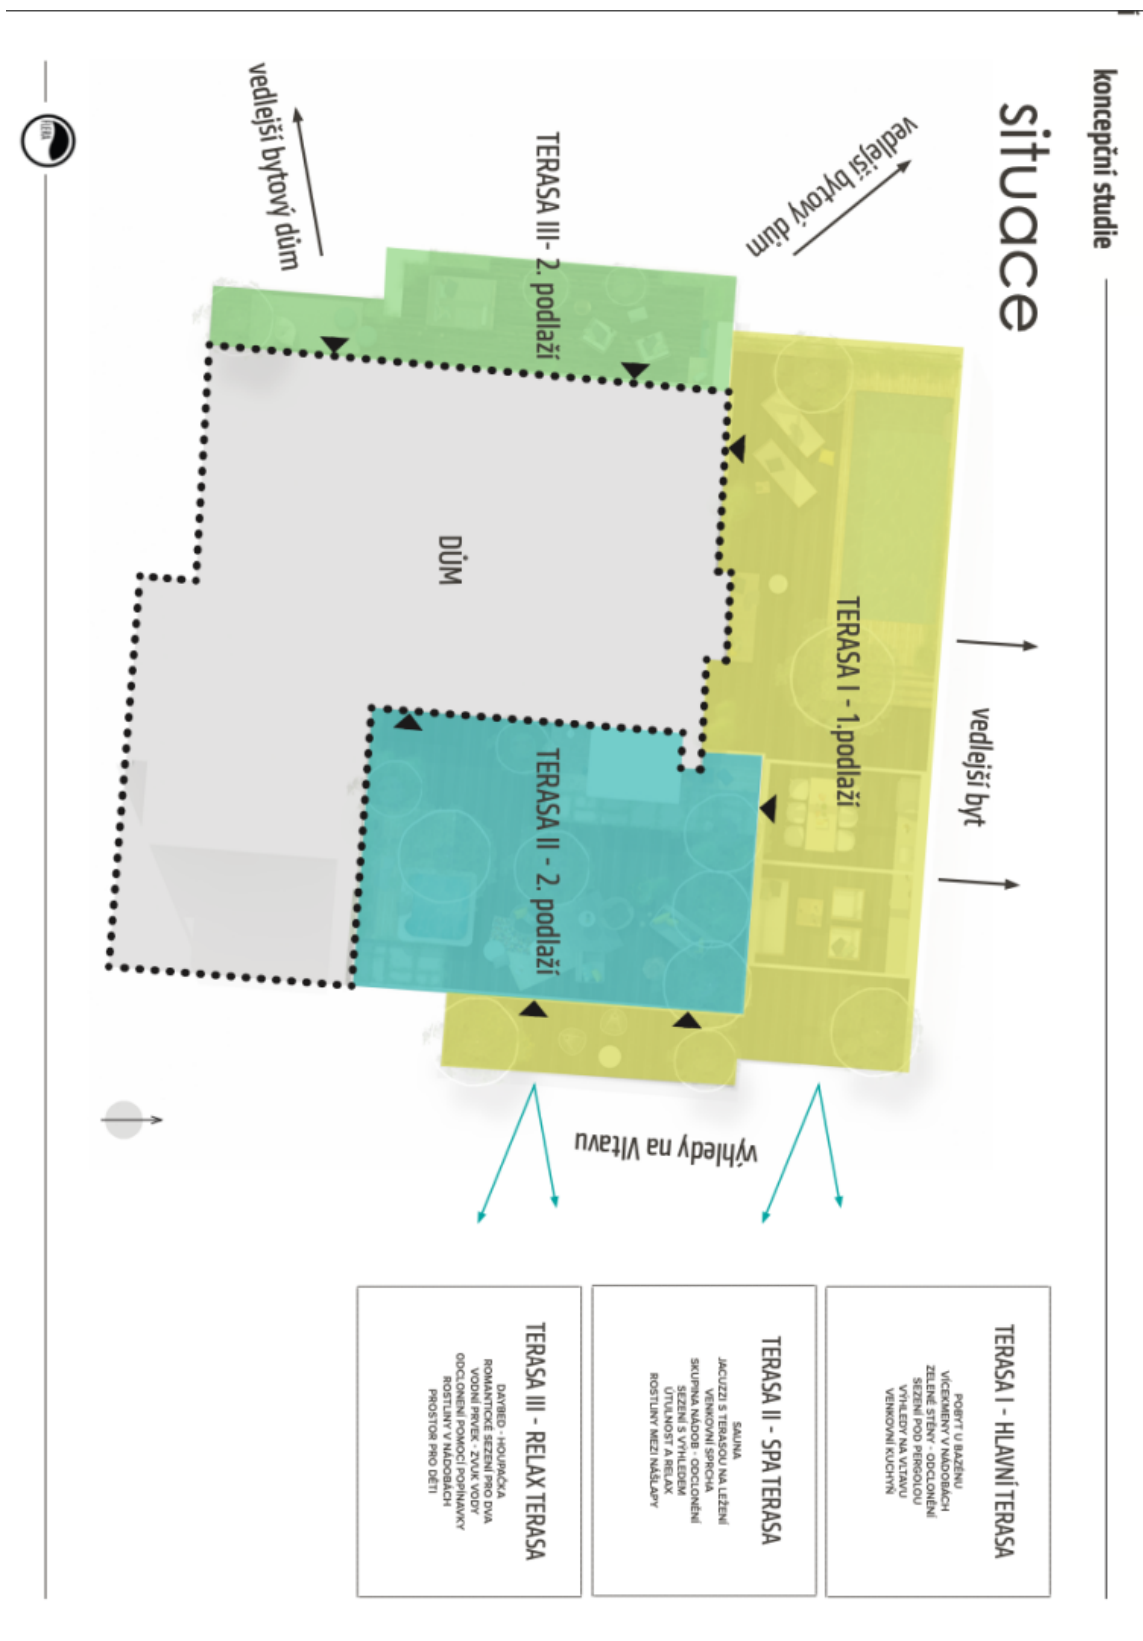 koncepční studie
situace
vedlejší bytový dům
TERASA III- 2. podlaží
vedlejší bytový dům
DŮM
TERASA I - 1.podlaží
vedlejší byt
TERASA II - 2. podlaží
výhledy na Vltavu
TERASA I - HLAVNÍ TERASA
POBYT U BAZÉNU
VÍCEKMENY V NÁDOBÁCH
ZELENÉ STĚNY - ODCLONĚNÍ
SEZENÍ POD PERGOLOU
VÝHLEDY NA VLTAVU
VENKOVNÍ KUCHYŇ
TERASA II - SPA TERASA
SAUNA
JACUZZI S TERASOU NA LEŽENÍ
VENKOVNÍ SPRCHA
SKUPINA NÁDOB - ODCLONĚNÍ
SEZENÍ S VÝHLEDEM
ÚTULNOST A RELAX
ROSTLINY MEZI NÁŠLAPY
TERASA III - RELAX TERASA
DAYBED - HOUPAČKA
ROMANTICKÉ SEZENÍ PRO DVA
VODNÍ PRVEK - ZVUK VODY
ODCLONENÍ POMOCÍ POPÍNAVKY
ROSTLINY V NÁDOBÁCH
PROSTOR PRO DĚTI
FLERA